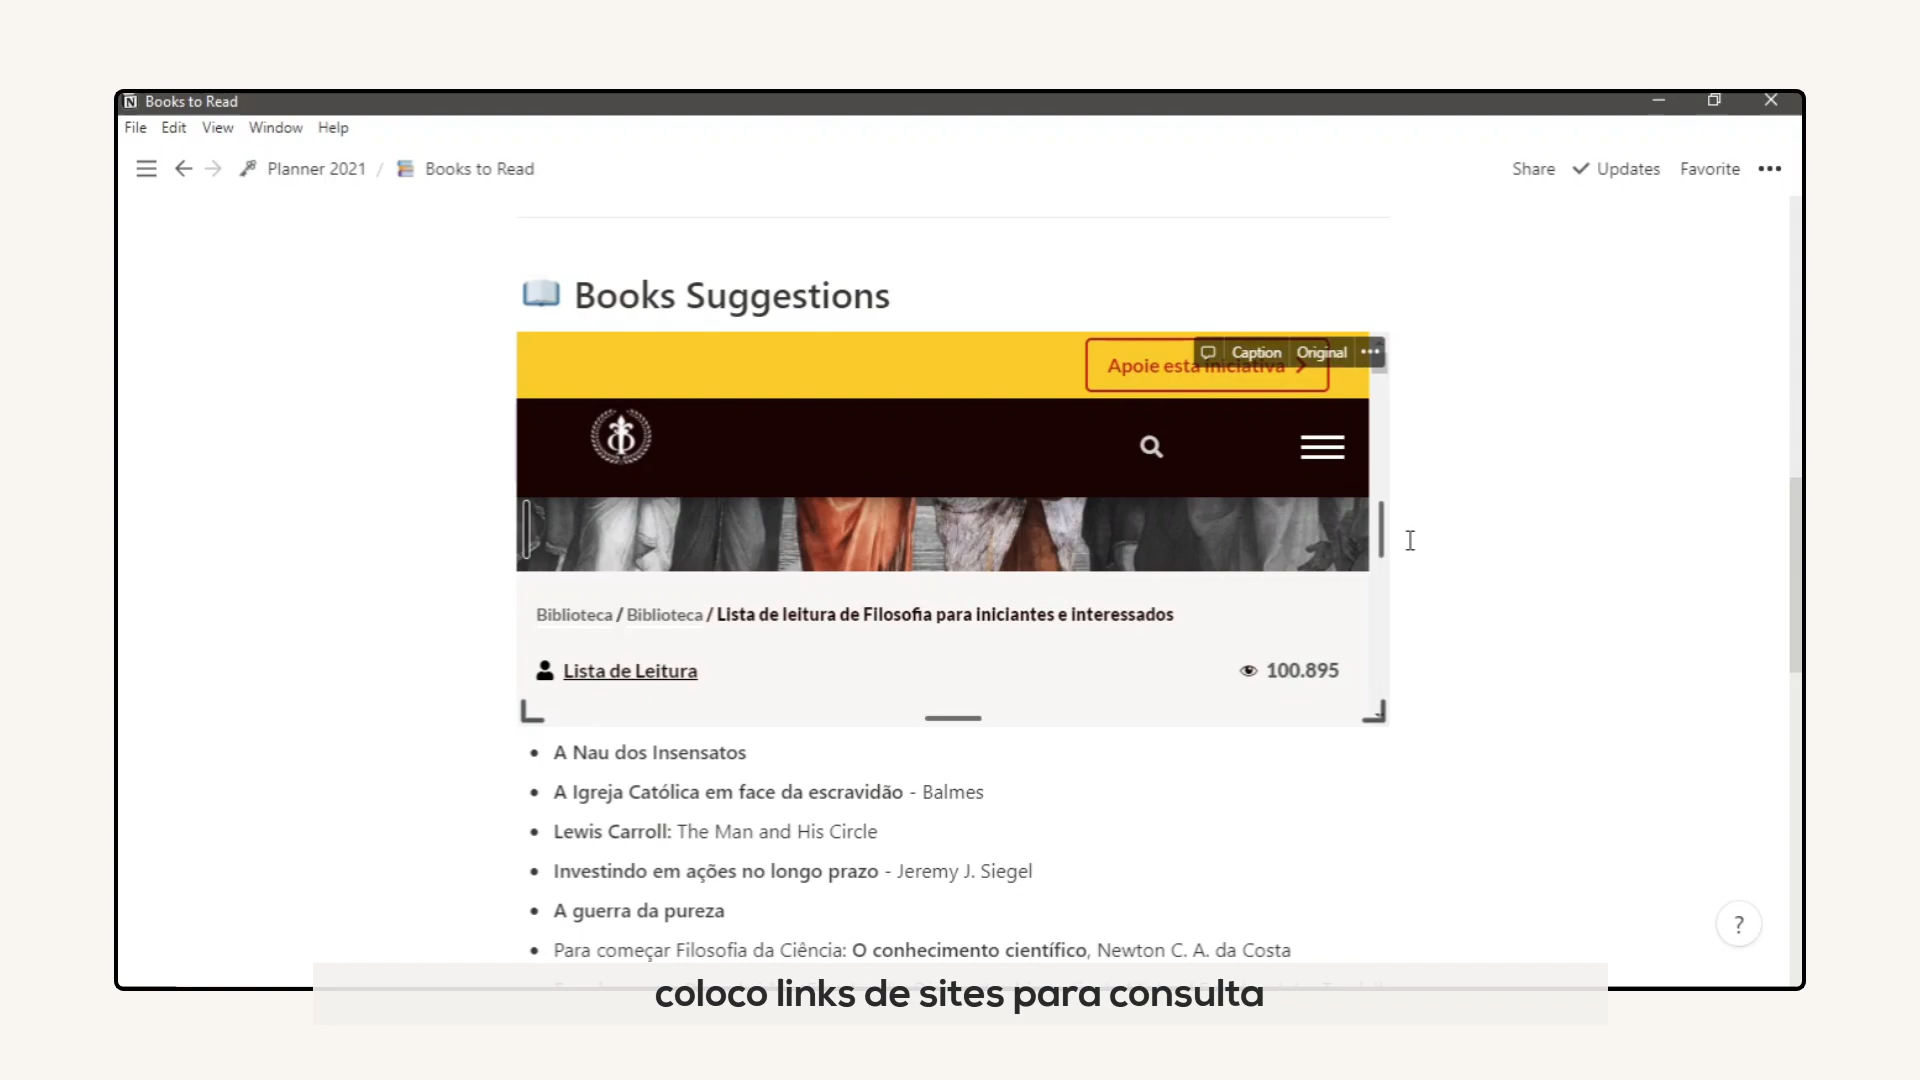 Books to Read
File Edit View Window Help
Planner 2021 / Books to Read
Share Updates Favorite
Books Suggestions
Caption Original
Apoie esta iniciativa
Biblioteca / Biblioteca / Lista de leitura de Filosofia para iniciantes e interessados
Lista de Leitura
100.895
A Nau dos Insensatos
A Igreja Católica em face da escravidão - Balmes
Lewis Carroll: The Man and His Circle
Investindo em ações no longo prazo - Jeremy J. Siegel
A guerra da pureza
Para começar Filosofia da Ciência: O conhecimento científico, Newton C. A. da Costa
?
coloco links de sites para consulta